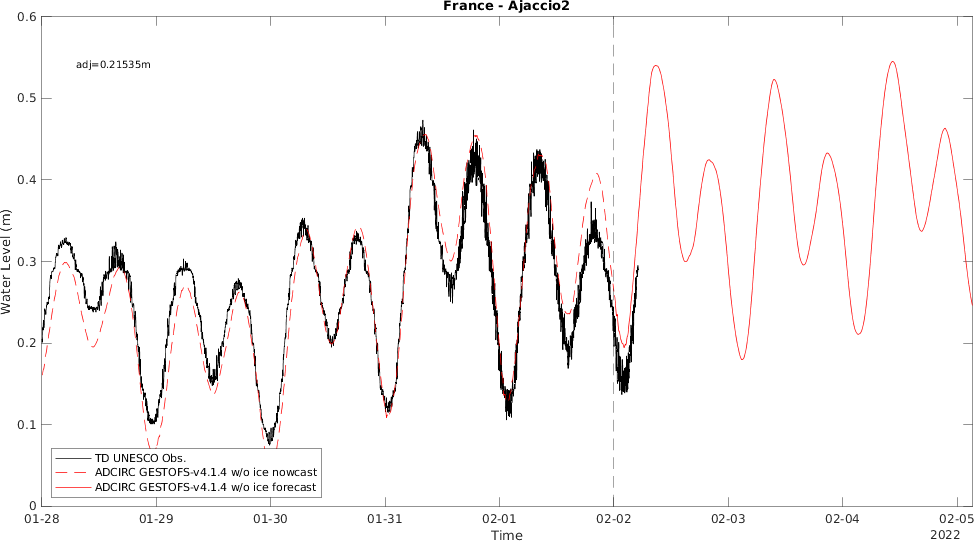 France - Ajaccio2
adj=0.21535m
Water Level (m)
0.6
0.5
0.4
0.3
0.2
0.1
0
TD UNESCO Obs.
ADCIRC GESTOFS-v4.1.4 w/o ice nowcast
ADCIRC GESTOFS-v4.1.4 w/o ice forecast
01-28 01-29 01-30 01-31 02-01 02-02 02-03 02-04 02-05
Time
2022